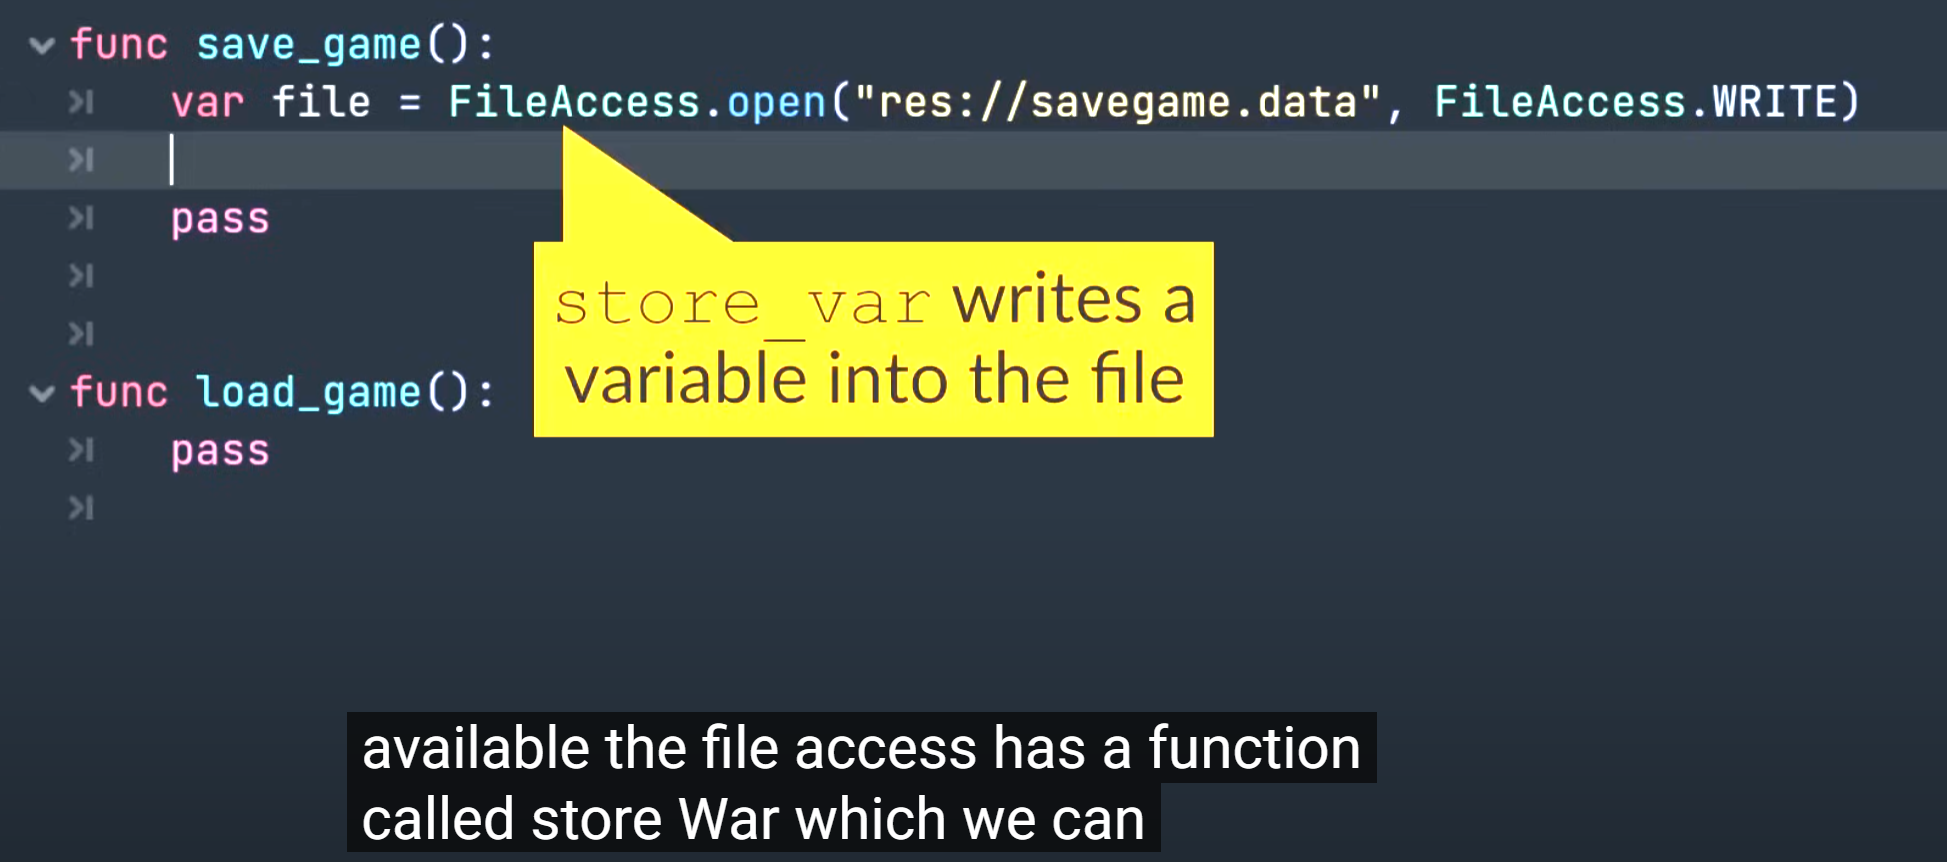 func save_game():
var file = FileAccess.open("res://savegame.data", FileAccess.WRITE)
pass
store_var writes a
variable into the file
func load_game():
pass
available the file access has a function
called store War which we can